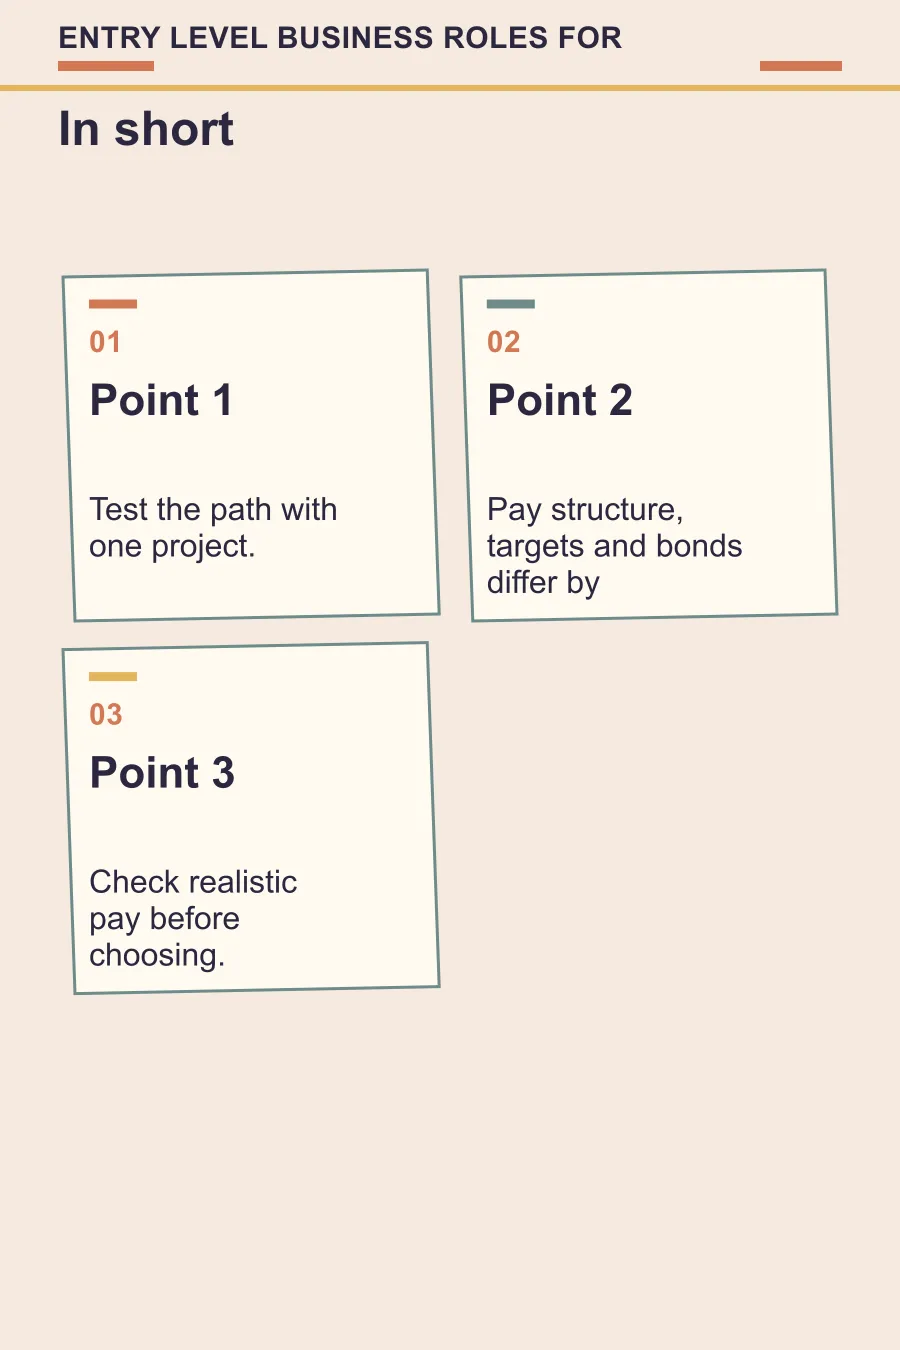 ENTRY LEVEL BUSINESS ROLES FOR
In short
01
Point 1
Test the path with
one project.
02
Point 2
Pay structure,
targets and bonds
differ by
03
Point 3
Check realistic
pay before
choosing.